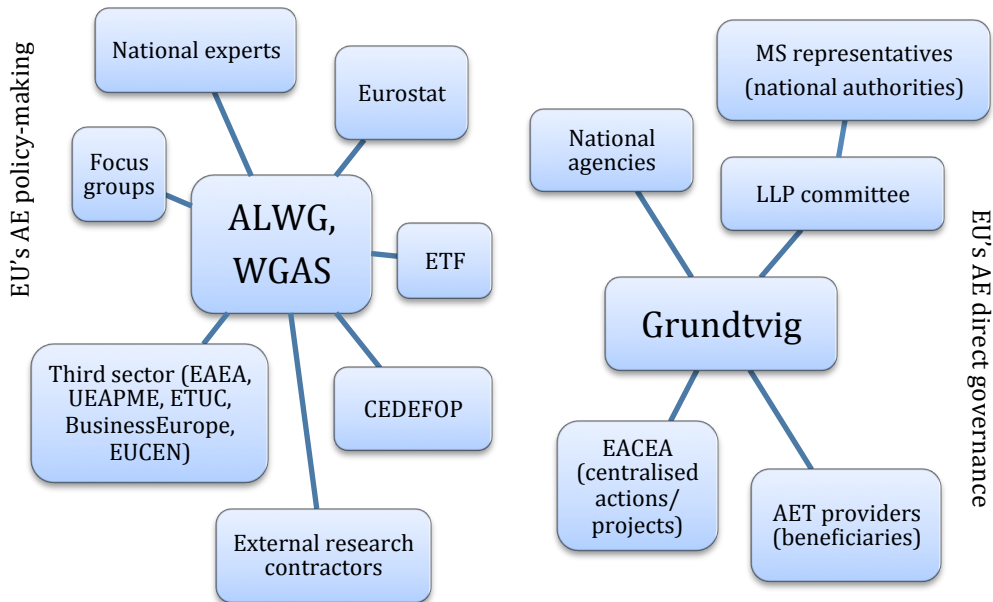 EU's AE policy-making
National experts
Eurostat
Focus
groups
ALWG,
WGAS
ETF
Third sector (EAEA,
UEAPME, ETUC,
BusinessEurope,
EUCEN)
CEDEFOP
External research
contractors
MS representatives
(national authorities)
National
agencies
LLP committee
Grundtvig
EACEA
(centralised
actions/
projects)
AET providers
(beneficiaries)
EU's AE direct governance